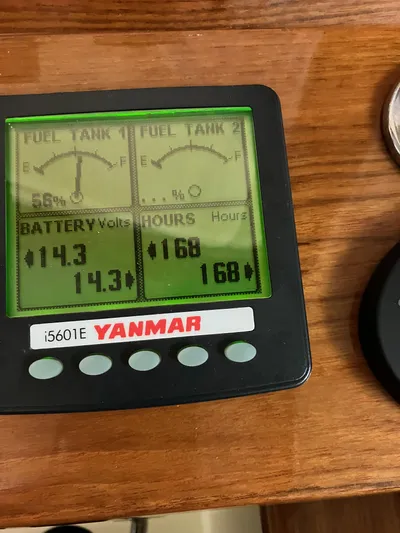 FUEL TANK 1
E F
56%
FUEL TANK 2
E F
...%
BATTERY Volts
14.3
14.3
HOURS Hours
168
168
i5601E YANMAR